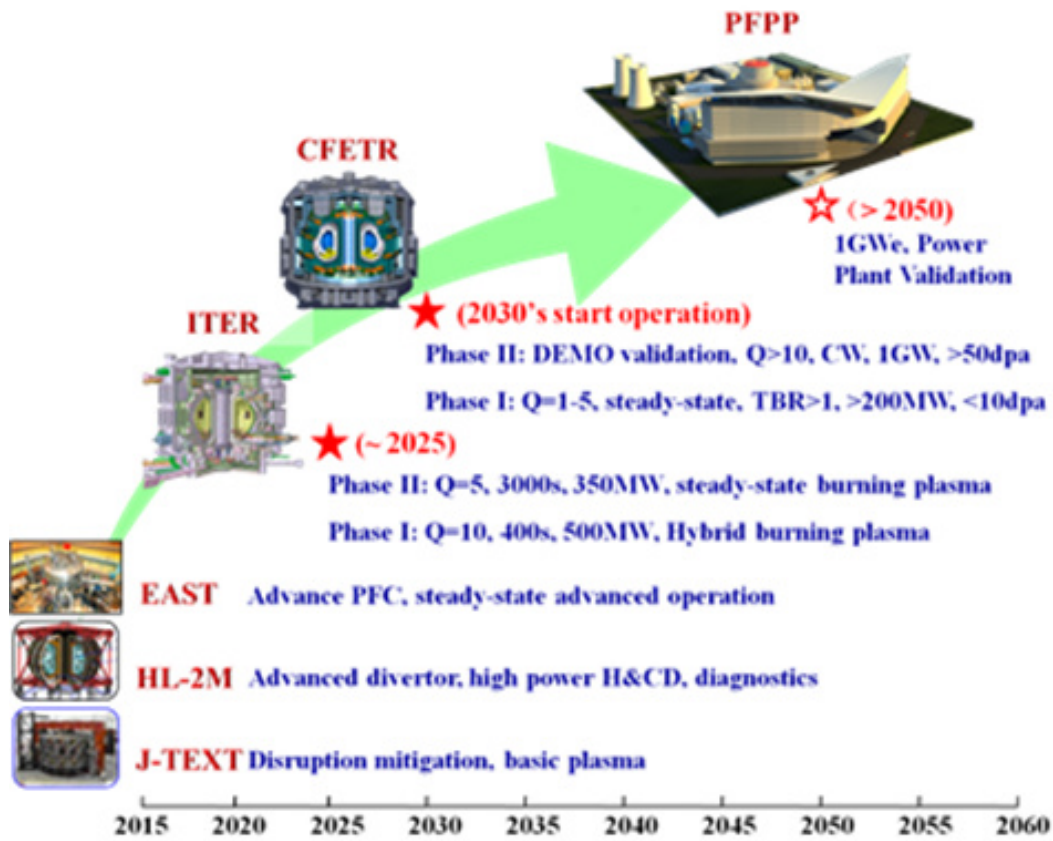 PFPP
CFETR
(> 2050)
1GWe, Power
Plant Validation
ITER
(2030's start operation)
Phase II: DEMO validation, Q>10, CW, 1GW, >50dpa
Phase I: Q=1-5, steady-state, TBR>1, >200MW, <10dpa
(~ 2025)
Phase II: Q=5, 3000s, 350MW, steady-state burning plasma
Phase I: Q=10, 400s, 500MW, Hybrid burning plasma
EAST Advance PFC, steady-state advanced operation
HL-2M Advanced divertor, high power H&CD, diagnostics
J-TEXT Disruption mitigation, basic plasma
2015 2020 2025 2030 2035 2040 2045 2050 2055 2060